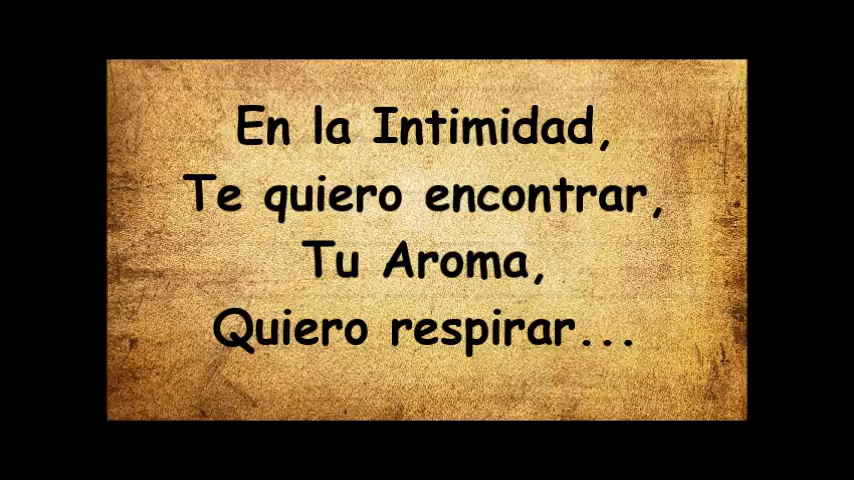 En la Intimidad,
Te quiero encontrar,
Tu Aroma,
Quiero respirar...